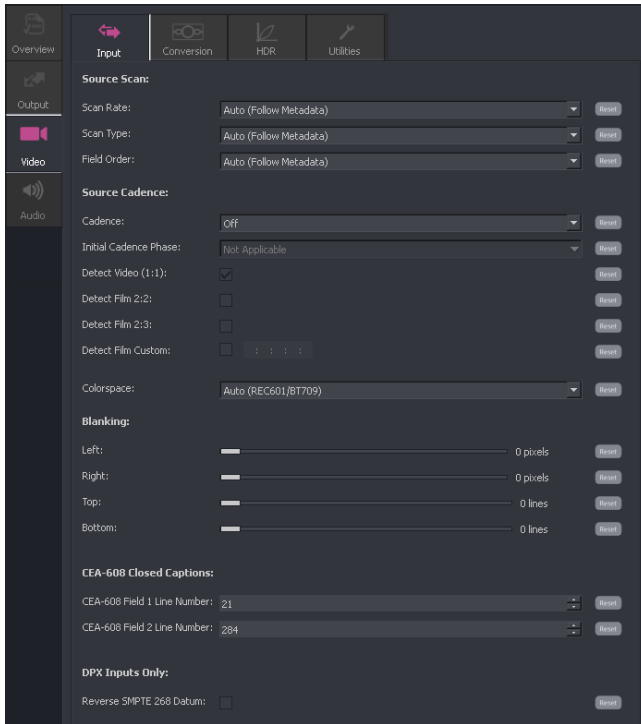 Overview
Output
Video
Audio
Input Conversion HDR Utilities
Source Scan:
Scan Rate: Auto (Follow Metadata) Reset
Scan Type: Auto (Follow Metadata) Reset
Field Order: Auto (Follow Metadata) Reset
Source Cadence:
Cadence: Off Reset
Initial Cadence Phase: Not Applicable Reset
Detect Video (1:1): Reset
Detect Film 2:2: Reset
Detect Film 2:3: Reset
Detect Film Custom: : : : : Reset
Colorspace: Auto (REC601/BT709) Reset
Blanking:
Left: 0 pixels Reset
Right: 0 pixels Reset
Top: 0 lines Reset
Bottom: 0 lines Reset
CEA-608 Closed Captions:
CEA-608 Field 1 Line Number: 21 Reset
CEA-608 Field 2 Line Number: 284 Reset
DPX Inputs Only:
Reverse SMPTE 268 Datum: Reset